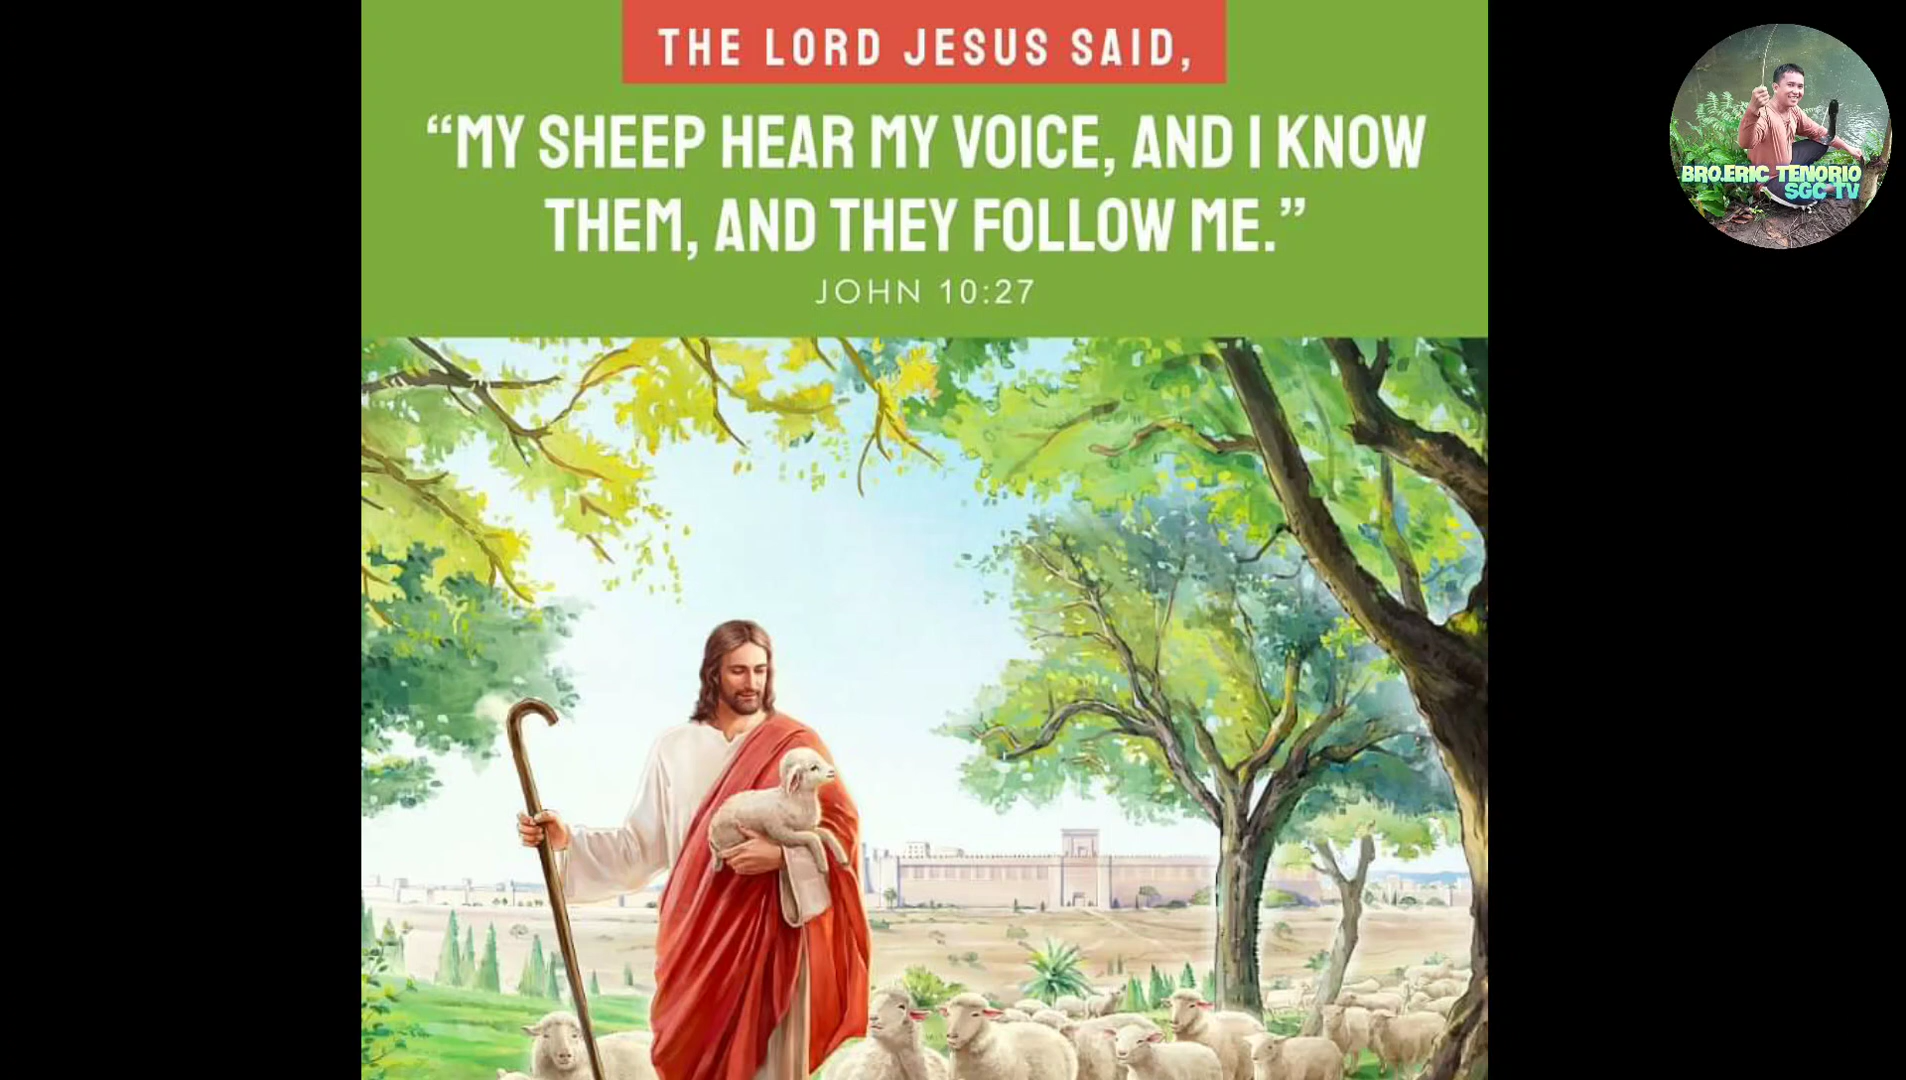 THE LORD JESUS SAID,
“MY SHEEP HEAR MY VOICE, AND I KNOW
THEM, AND THEY FOLLOW ME.”
JOHN 10:27
BRO.ERIC TENORIO
SGC TV